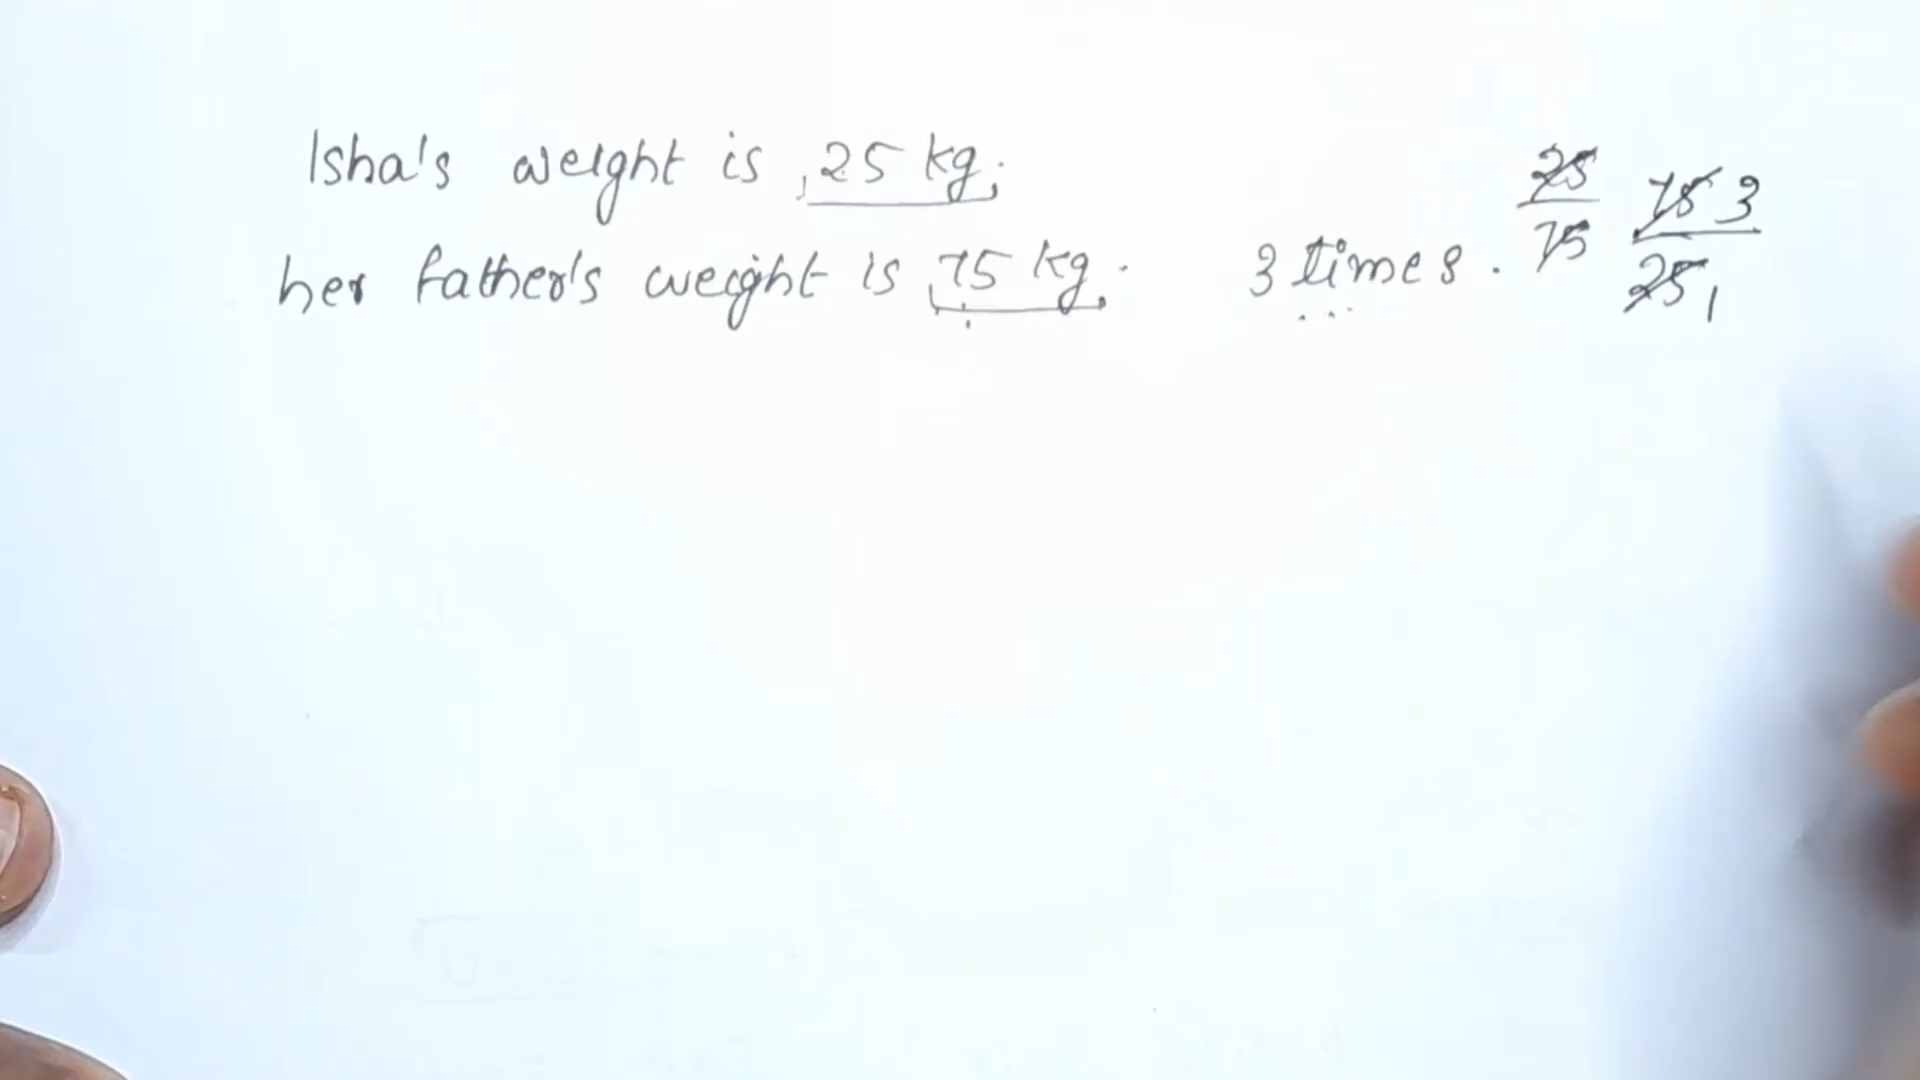 Isha's weight is 25 kg.
her father's weight is 75 kg. 3 times.
25/75
75 3/25 1